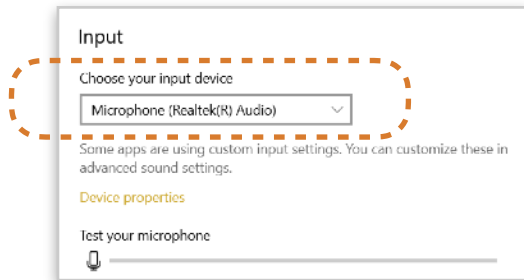 Input
Choose your input device
Microphone (Realtek(R) Audio)
Some apps are using custom input settings. You can customize these in
advanced sound settings.
Device properties
Test your microphone